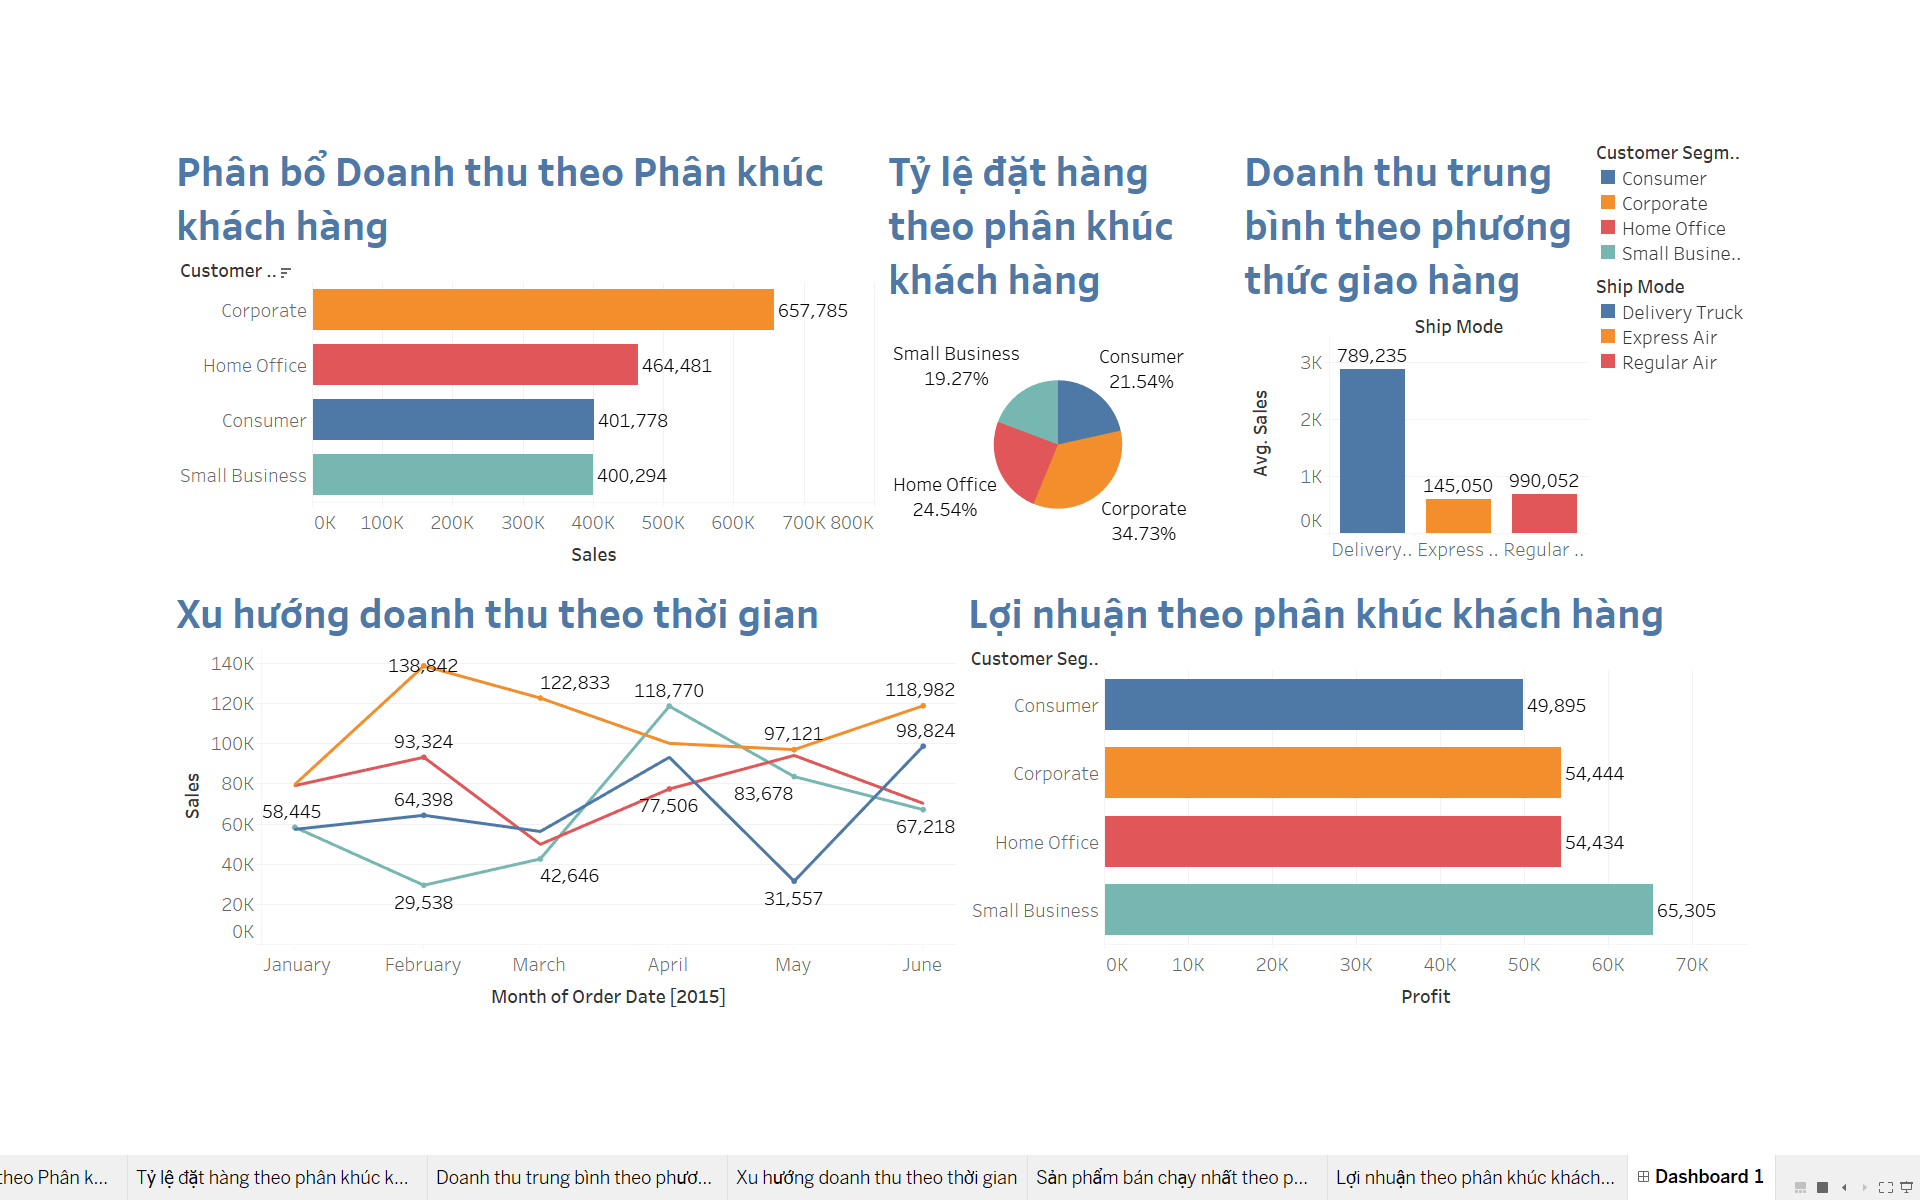 Phân bổ Doanh thu theo Phân khúc
khách hàng
Customer ..
Corporate
657,785
Home Office
464,481
Consumer
401,778
Small Business
400,294
0K 100K 200K 300K 400K 500K 600K 700K 800K
Sales
Tỷ lệ đặt hàng
theo phân khúc
khách hàng
Small Business
19.27%
Consumer
21.54%
Home Office
24.54%
Corporate
34.73%
Doanh thu trung
bình theo phương
thức giao hàng
Ship Mode
3K
2K
1K
0K
Avg. Sales
789,235
145,050
990,052
Delivery.. Express .. Regular ..
Customer Segm..
Consumer
Corporate
Home Office
Small Busine..
Ship Mode
Delivery Truck
Express Air
Regular Air
Xu hướng doanh thu theo thời gian
140K
120K
100K
80K
60K
40K
20K
0K
Sales
138,842
122,833
118,770
118,982
93,324
97,121
98,824
58,445
64,398
77,506
83,678
67,218
42,646
29,538
31,557
January February March April May June
Month of Order Date [2015]
Lợi nhuận theo phân khúc khách hàng
Customer Seg..
Consumer
49,895
Corporate
54,444
Home Office
54,434
Small Business
65,305
0K 10K 20K 30K 40K 50K 60K 70K
Profit
theo Phân k...
Tỷ lệ đặt hàng theo phân khúc k...
Doanh thu trung bình theo phươ...
Xu hướng doanh thu theo thời gian
Sản phẩm bán chạy nhất theo p...
Lợi nhuận theo phân khúc khách...
Dashboard 1